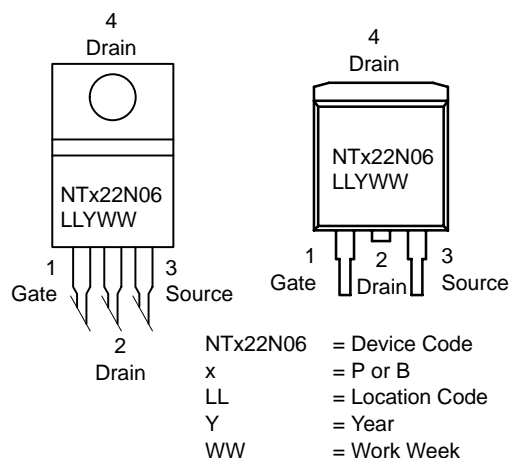 4
Drain
NTx22N06
LLYWW
1
Gate
3
Source
2
Drain
4
Drain
NTx22N06
LLYWW
1
Gate
2
Drain
3
Source
NTx22N06 = Device Code
x = P or B
LL = Location Code
Y = Year
WW = Work Week